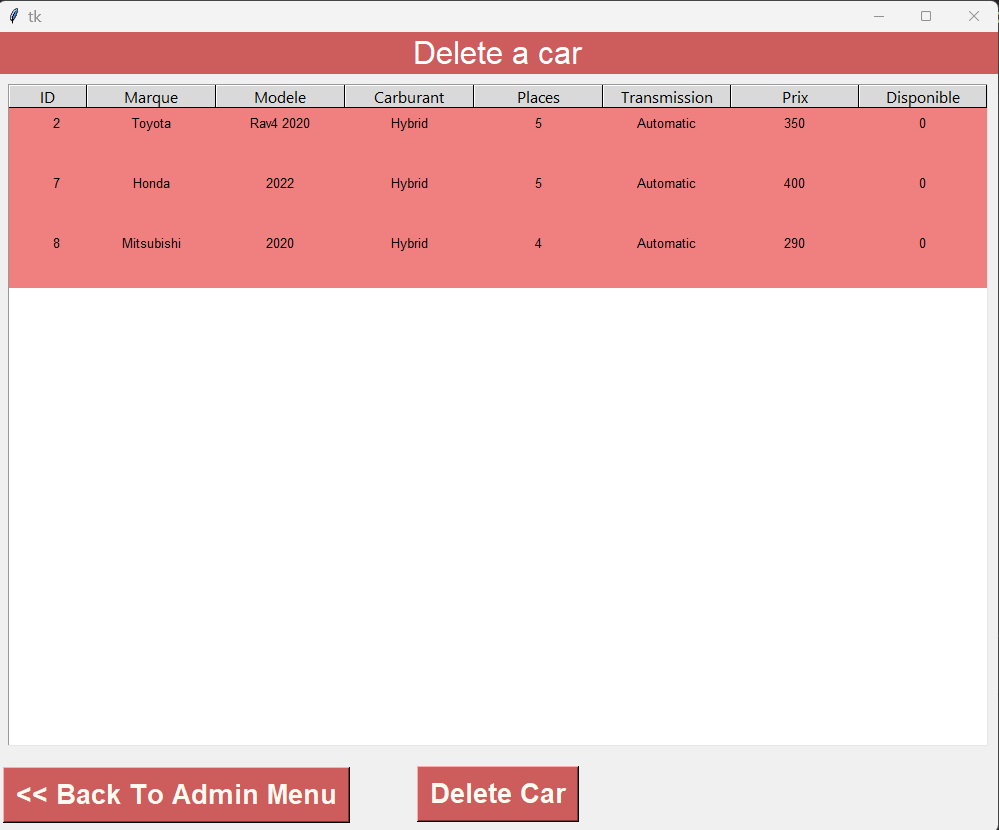 tk
Delete a car
ID Marque Modele Carburant Places Transmission Prix Disponible
2 Toyota Rav4 2020 Hybrid 5 Automatic 350 0
7 Honda 2022 Hybrid 5 Automatic 400 0
8 Mitsubishi 2020 Hybrid 4 Automatic 290 0
<< Back To Admin Menu Delete Car